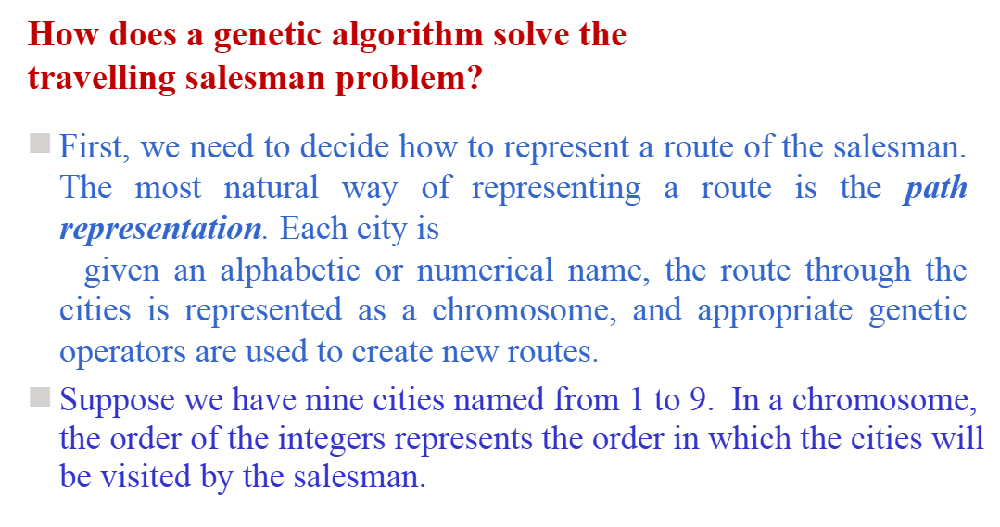 How does a genetic algorithm solve the
travelling salesman problem?
First, we need to decide how to represent a route of the salesman.
The most natural way of representing a route is the path
representation. Each city is
given an alphabetic or numerical name, the route through the
cities is represented as a chromosome, and appropriate genetic
operators are used to create new routes.
Suppose we have nine cities named from 1 to 9. In a chromosome,
the order of the integers represents the order in which the cities will
be visited by the salesman.